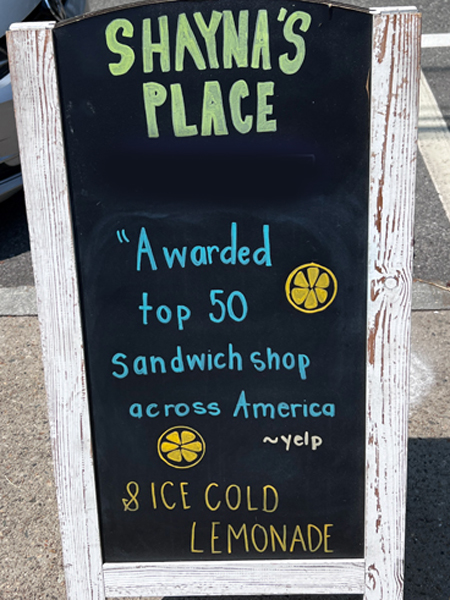 SHAYNA'S
PLACE
"Awarded
top 50
sandwich shop
across America
~yelp
& ICE COLD
LEMONADE